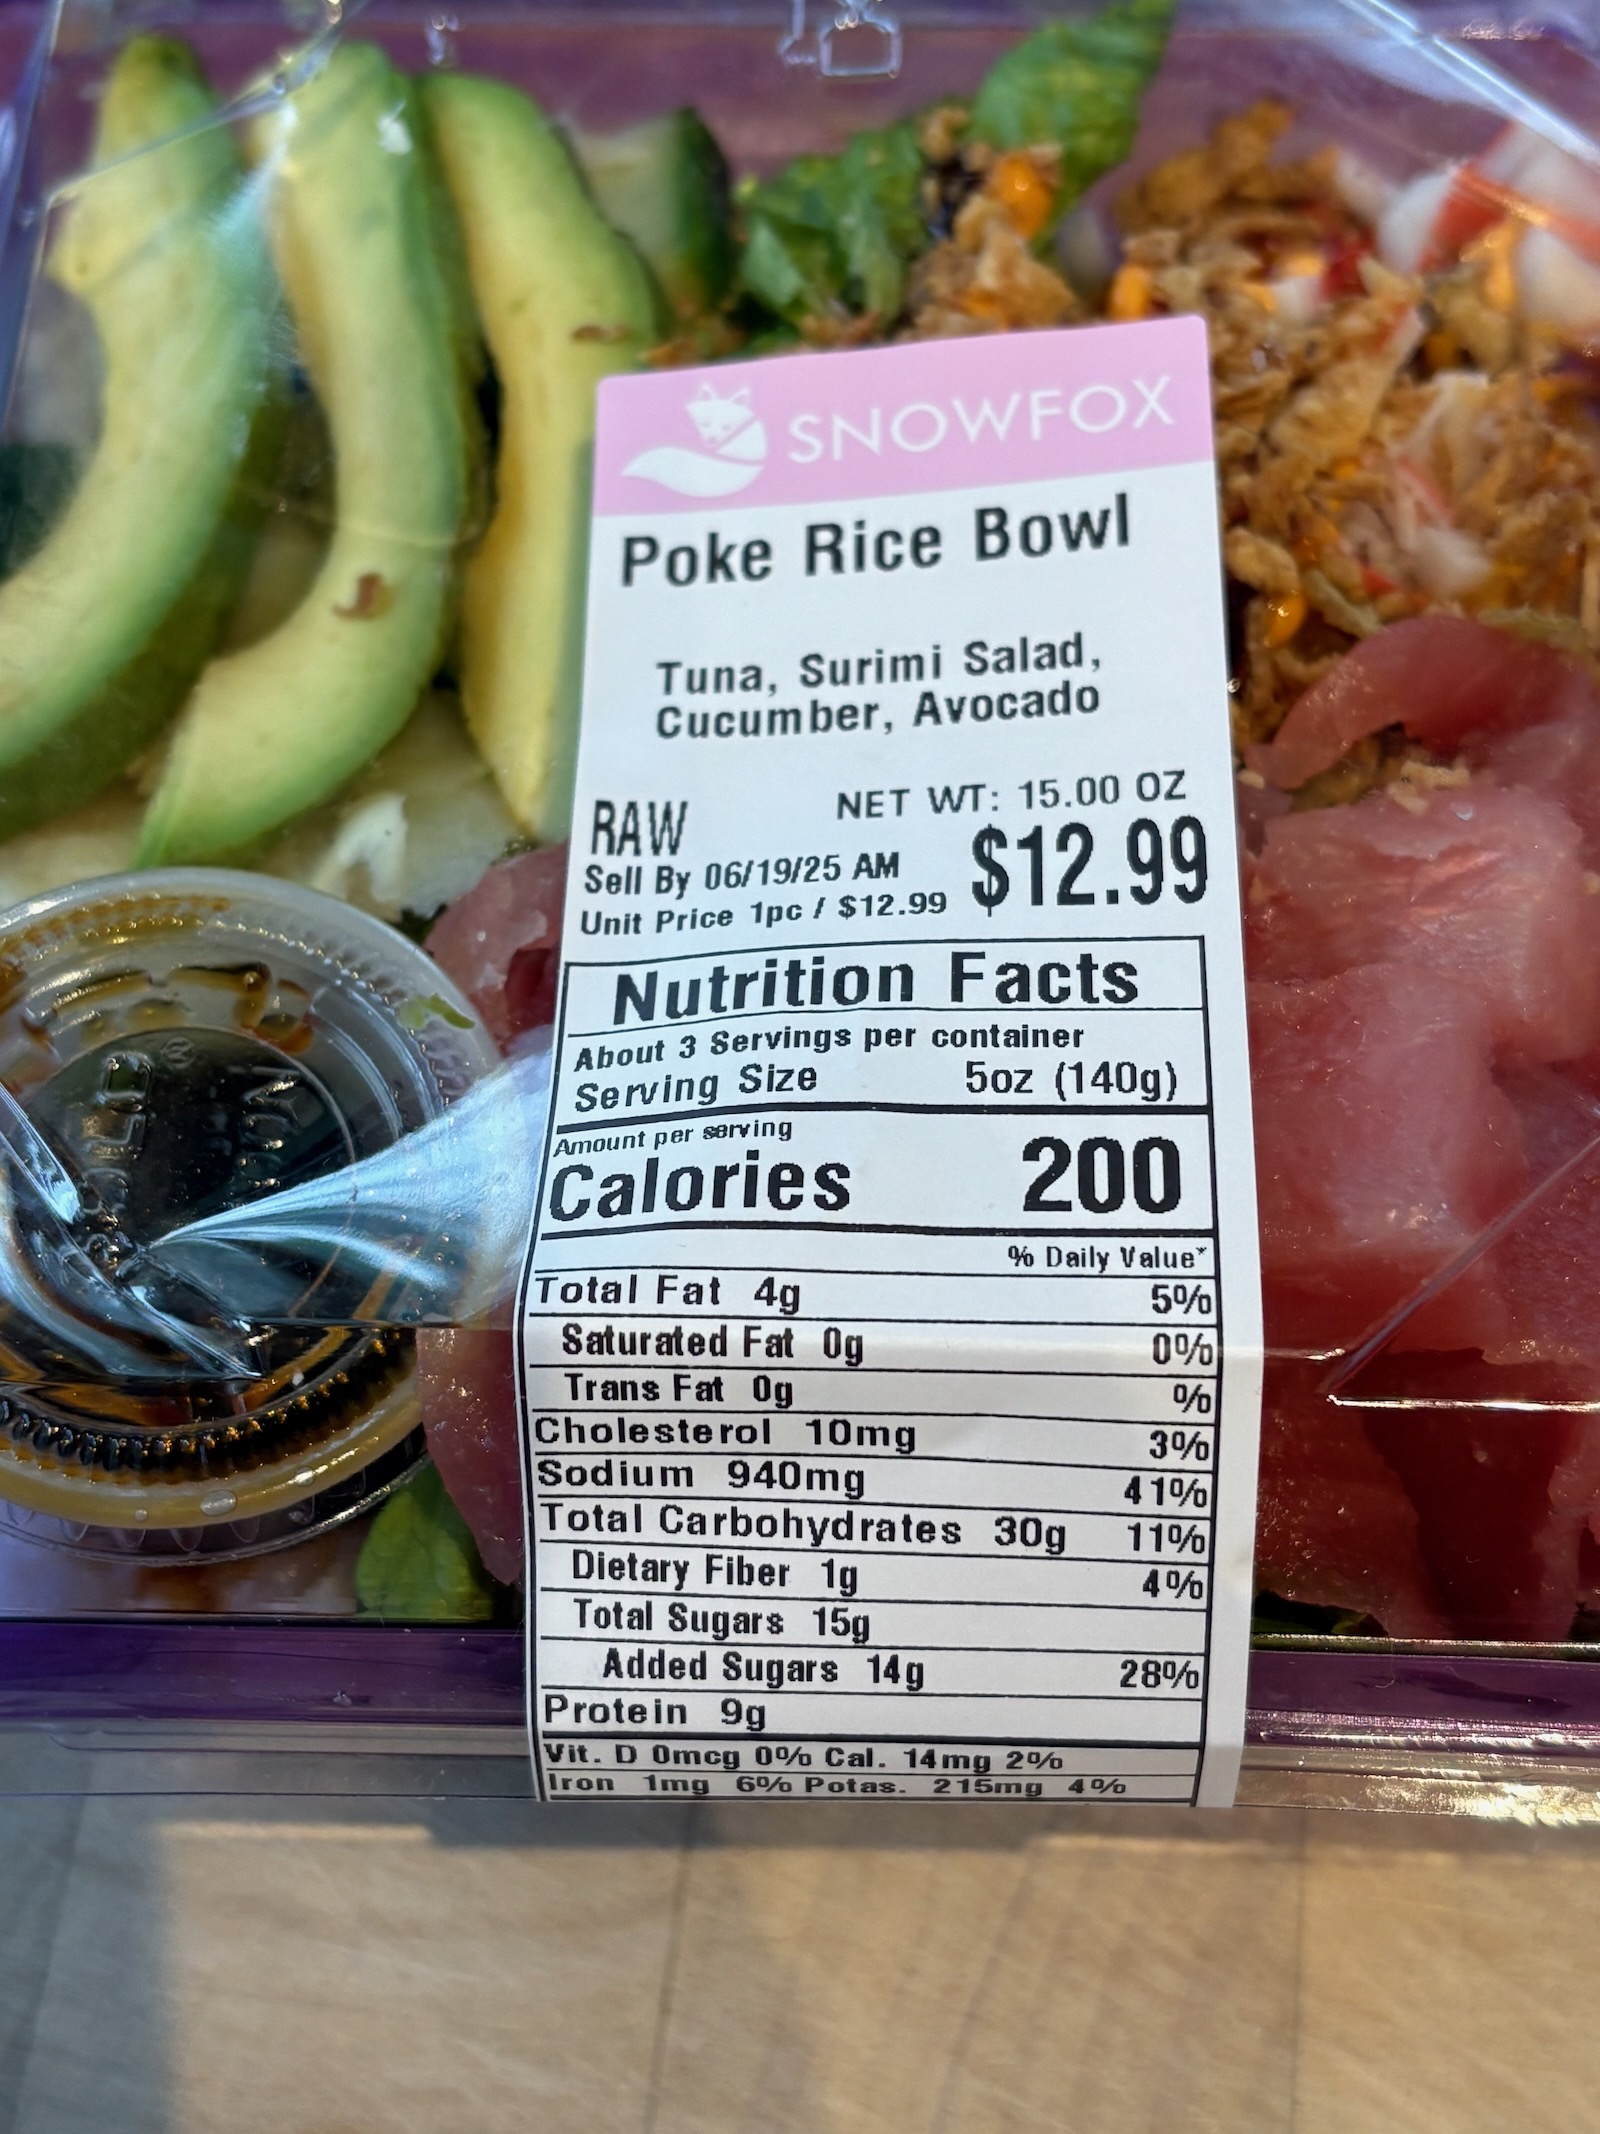 SNOWFOX
Poke Rice Bowl
Tuna, Surimi Salad,
Cucumber, Avocado
NET WT: 15.00 OZ
RAW
Sell By 06/19/25 AM
$12.99
Unit Price 1pc / $12.99
Nutrition Facts
About 3 Servings per container
Serving Size 5oz (140g)
Amount per serving
Calories 200
% Daily Value*
Total Fat 4g 5%
Saturated Fat 0g 0%
Trans Fat 0g %
Cholesterol 10mg 3%
Sodium 940mg 41%
Total Carbohydrates 30g 11%
Dietary Fiber 1g 4%
Total Sugars 15g
Added Sugars 14g 28%
Protein 9g
Vit. D 0mcg 0% Cal. 14mg 2%
Iron 1mg 6% Potas. 215mg 4%